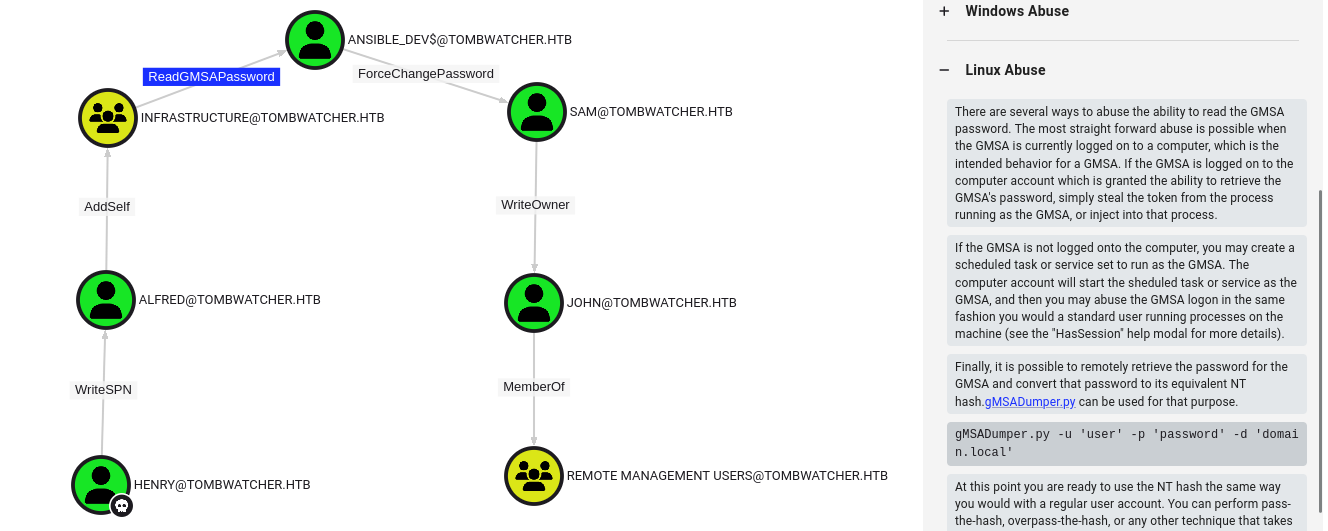 ANSIBLE_DEV$@TOMBWATCHER.HTB
ReadGMSAPassword
ForceChangePassword
INFRASTRUCTURE@TOMBWATCHER.HTB
SAM@TOMBWATCHER.HTB
AddSelf
WriteOwner
ALFRED@TOMBWATCHER.HTB
JOHN@TOMBWATCHER.HTB
WriteSPN
MemberOf
HENRY@TOMBWATCHER.HTB
REMOTE MANAGEMENT USERS@TOMBWATCHER.HTB
+ Windows Abuse
− Linux Abuse
There are several ways to abuse the ability to read the GMSA
password. The most straight forward abuse is possible when
the GMSA is currently logged on to a computer, which is the
intended behavior for a GMSA. If the GMSA is logged on to the
computer account which is granted the ability to retrieve the
GMSA's password, simply steal the token from the process
running as the GMSA, or inject into that process.
If the GMSA is not logged onto the computer, you may create a
scheduled task or service set to run as the GMSA. The
computer account will start the sheduled task or service as the
GMSA, and then you may abuse the GMSA logon in the same
fashion you would a standard user running processes on the
machine (see the "HasSession" help modal for more details).
Finally, it is possible to remotely retrieve the password for the
GMSA and convert that password to its equivalent NT
hash.gMSADumper.py can be used for that purpose.
gMSADumper.py -u 'user' -p 'password' -d 'domai
n.local'
At this point you are ready to use the NT hash the same way
you would with a regular user account. You can perform pass-
the-hash, overpass-the-hash, or any other technique that takes